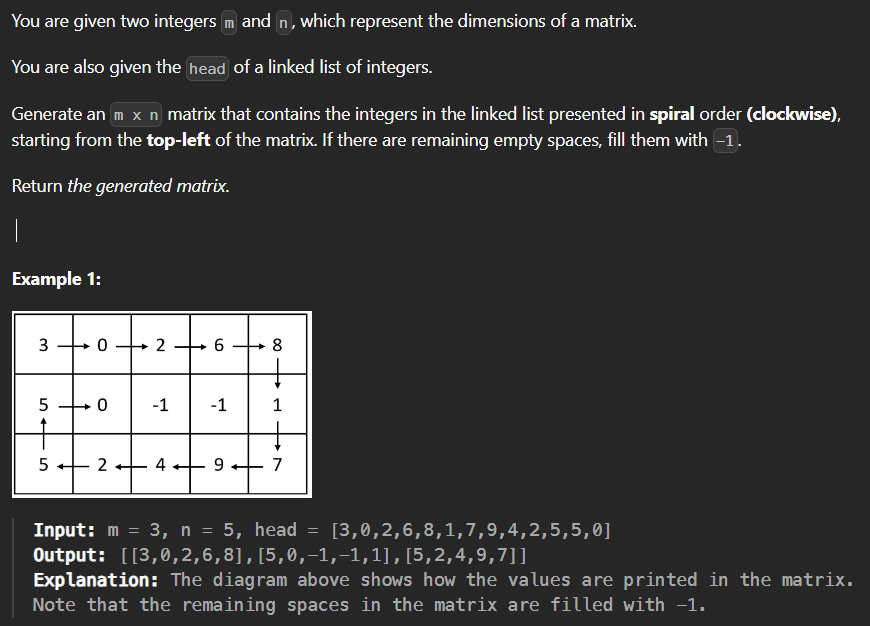 You are given two integers m and n, which represent the dimensions of a matrix.
You are also given the head of a linked list of integers.
Generate an m x n matrix that contains the integers in the linked list presented in spiral order (clockwise),
starting from the top-left of the matrix. If there are remaining empty spaces, fill them with -1.
Return the generated matrix.
Example 1:
3 0 2 6 8
5 0 -1 -1 1
5 2 4 9 7
Input: m = 3, n = 5, head = [3,0,2,6,8,1,7,9,4,2,5,5,0]
Output: [[3,0,2,6,8],[5,0,-1,-1,1],[5,2,4,9,7]]
Explanation: The diagram above shows how the values are printed in the matrix.
Note that the remaining spaces in the matrix are filled with -1.